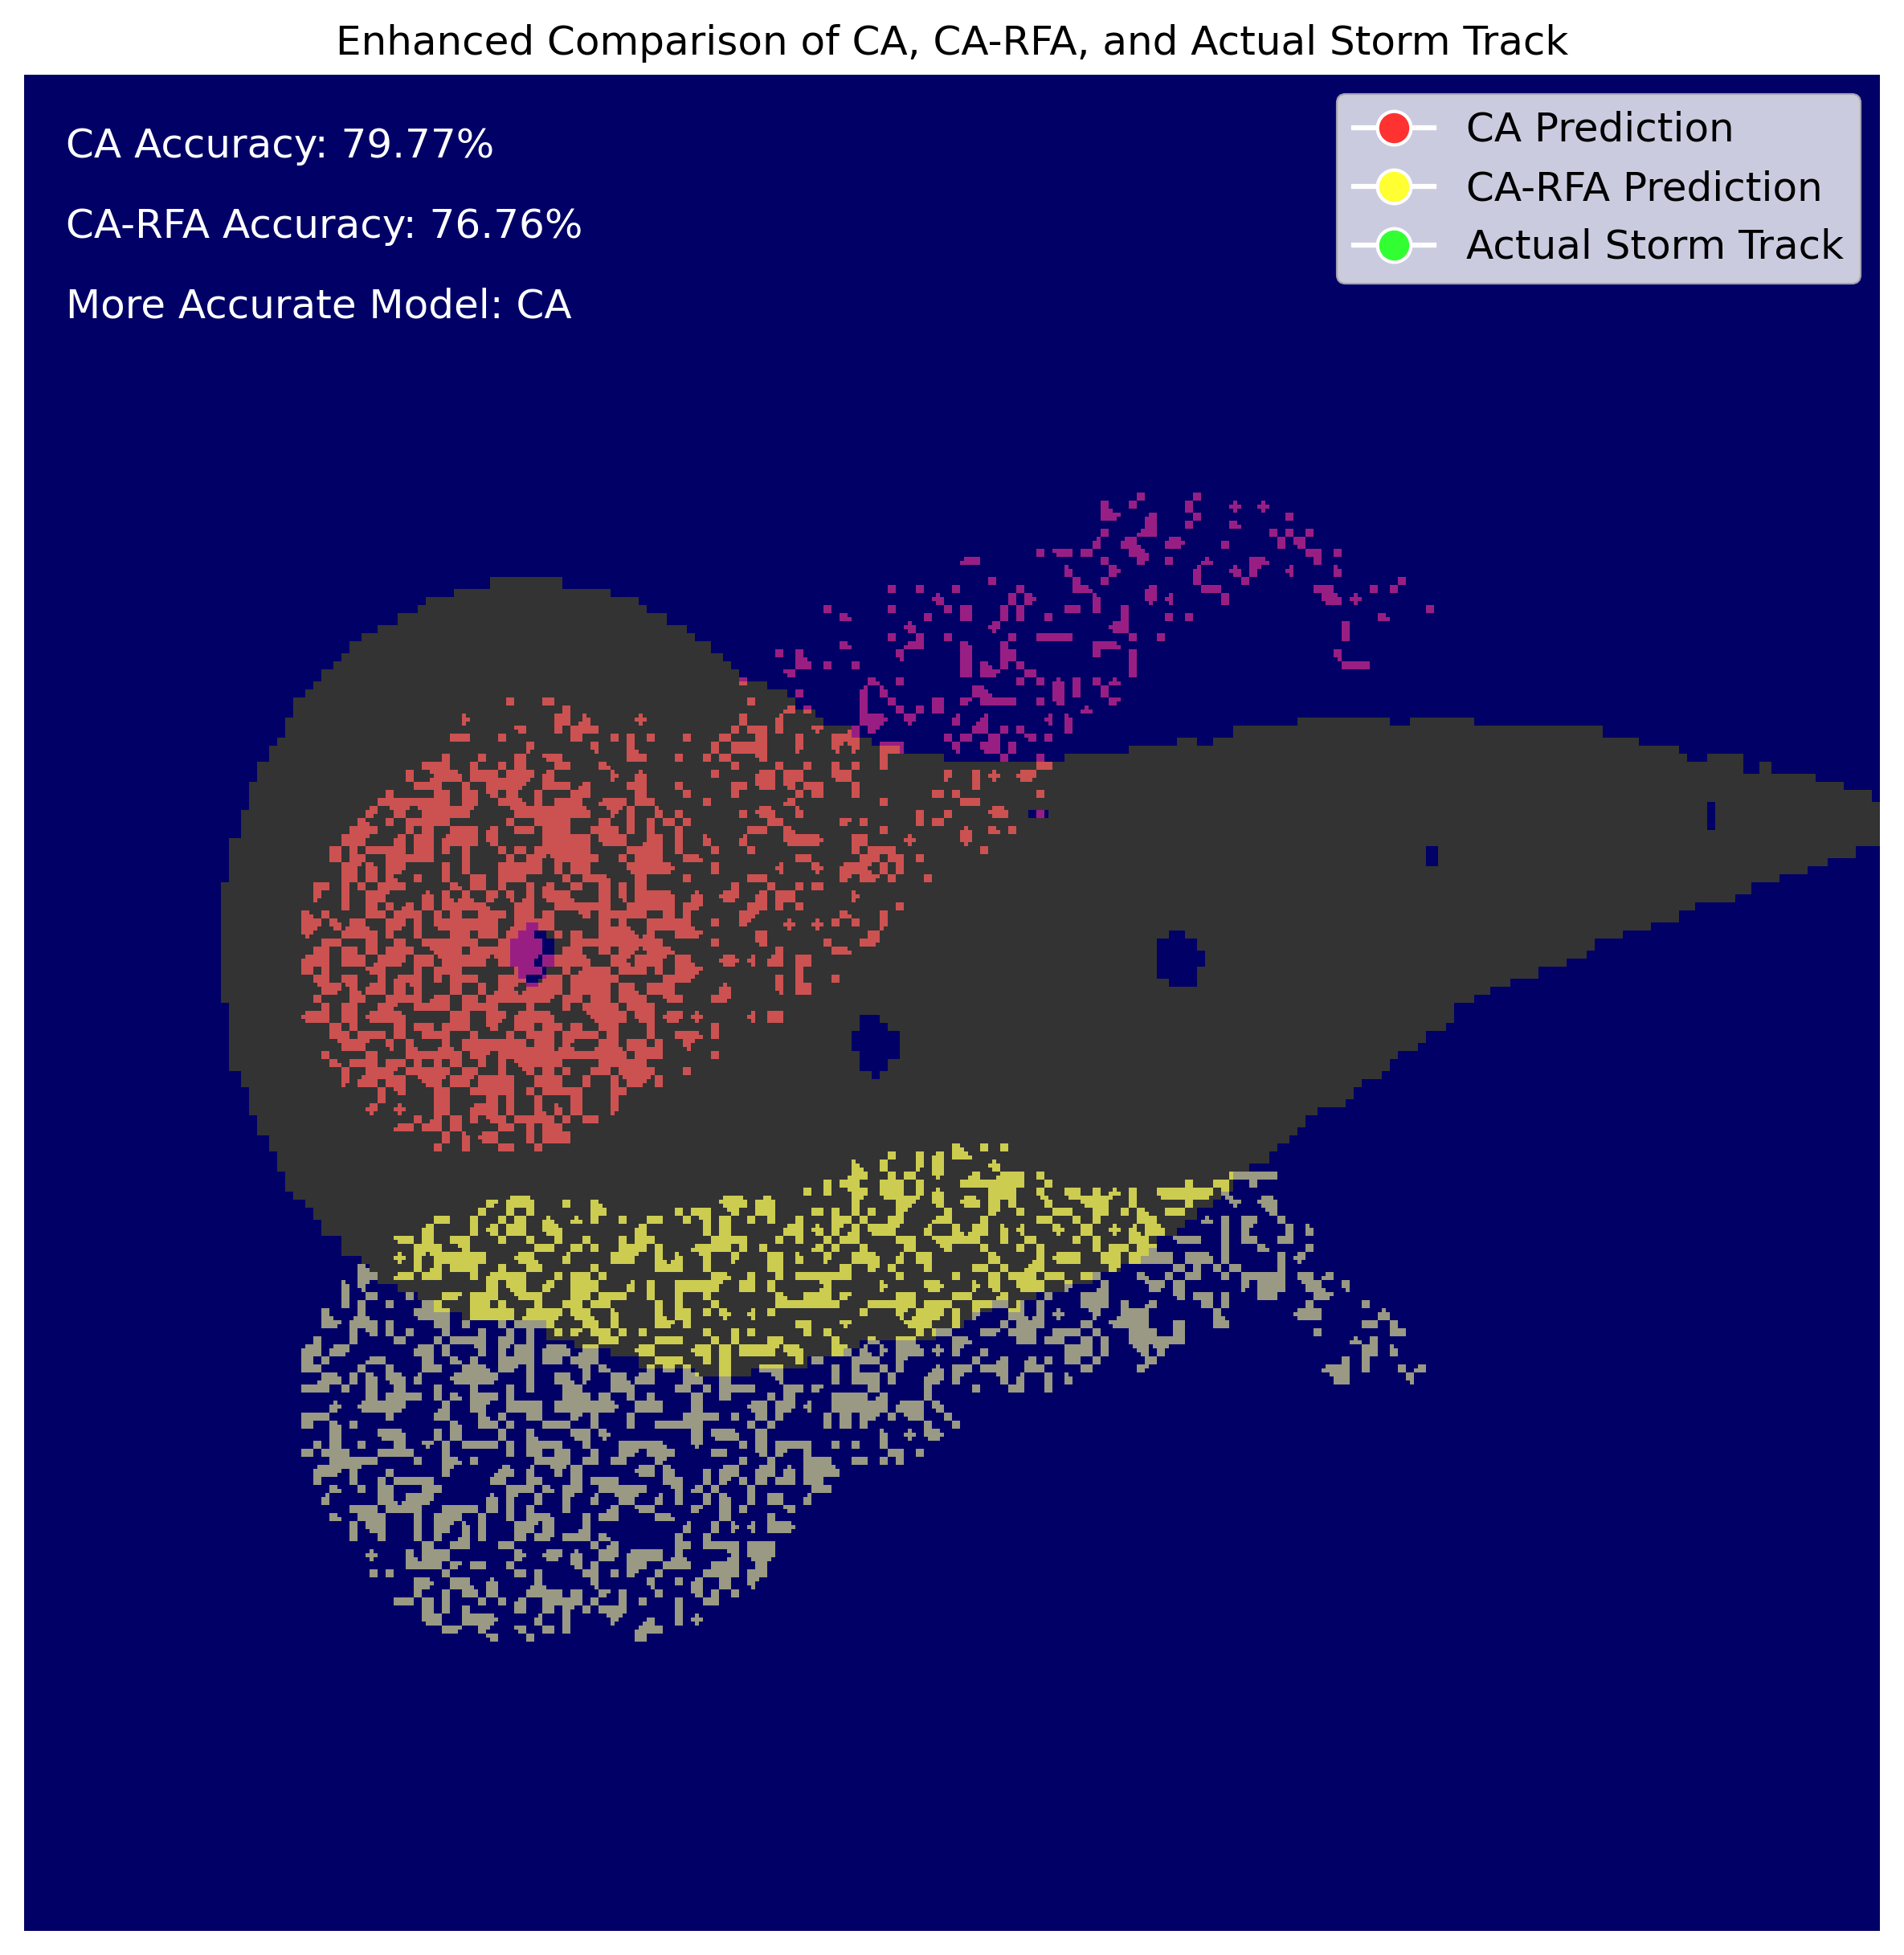 Enhanced Comparison of CA, CA-RFA, and Actual Storm Track
CA Accuracy: 79.77%
CA-RFA Accuracy: 76.76%
More Accurate Model: CA
CA Prediction
CA-RFA Prediction
Actual Storm Track